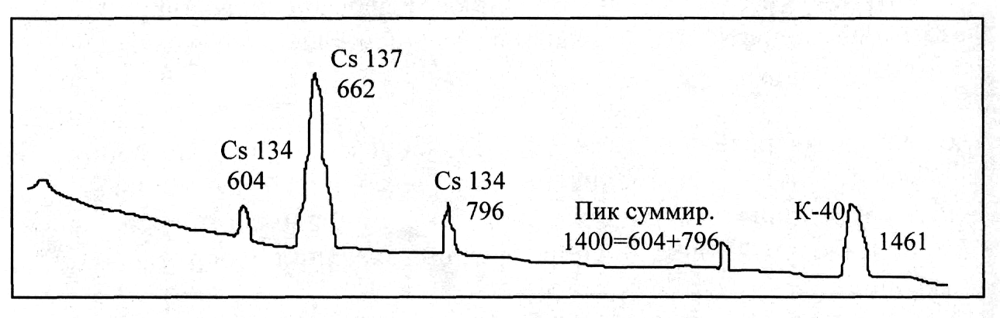 Cs 137
662
Cs 134
604
Cs 134
796
Пик суммир.
1400=604+796
К-40
1461